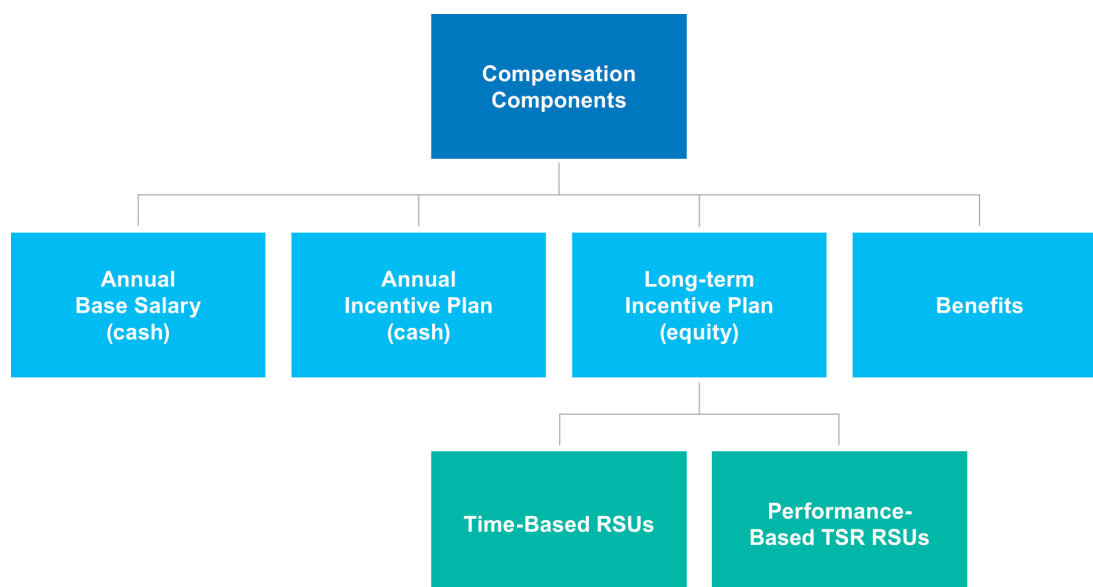 Compensation
Components
Annual
Base Salary
(cash)
Annual
Incentive Plan
(cash)
Long-term
Incentive Plan
(equity)
Benefits
Time-Based RSUs
Performance-
Based TSR RSUs